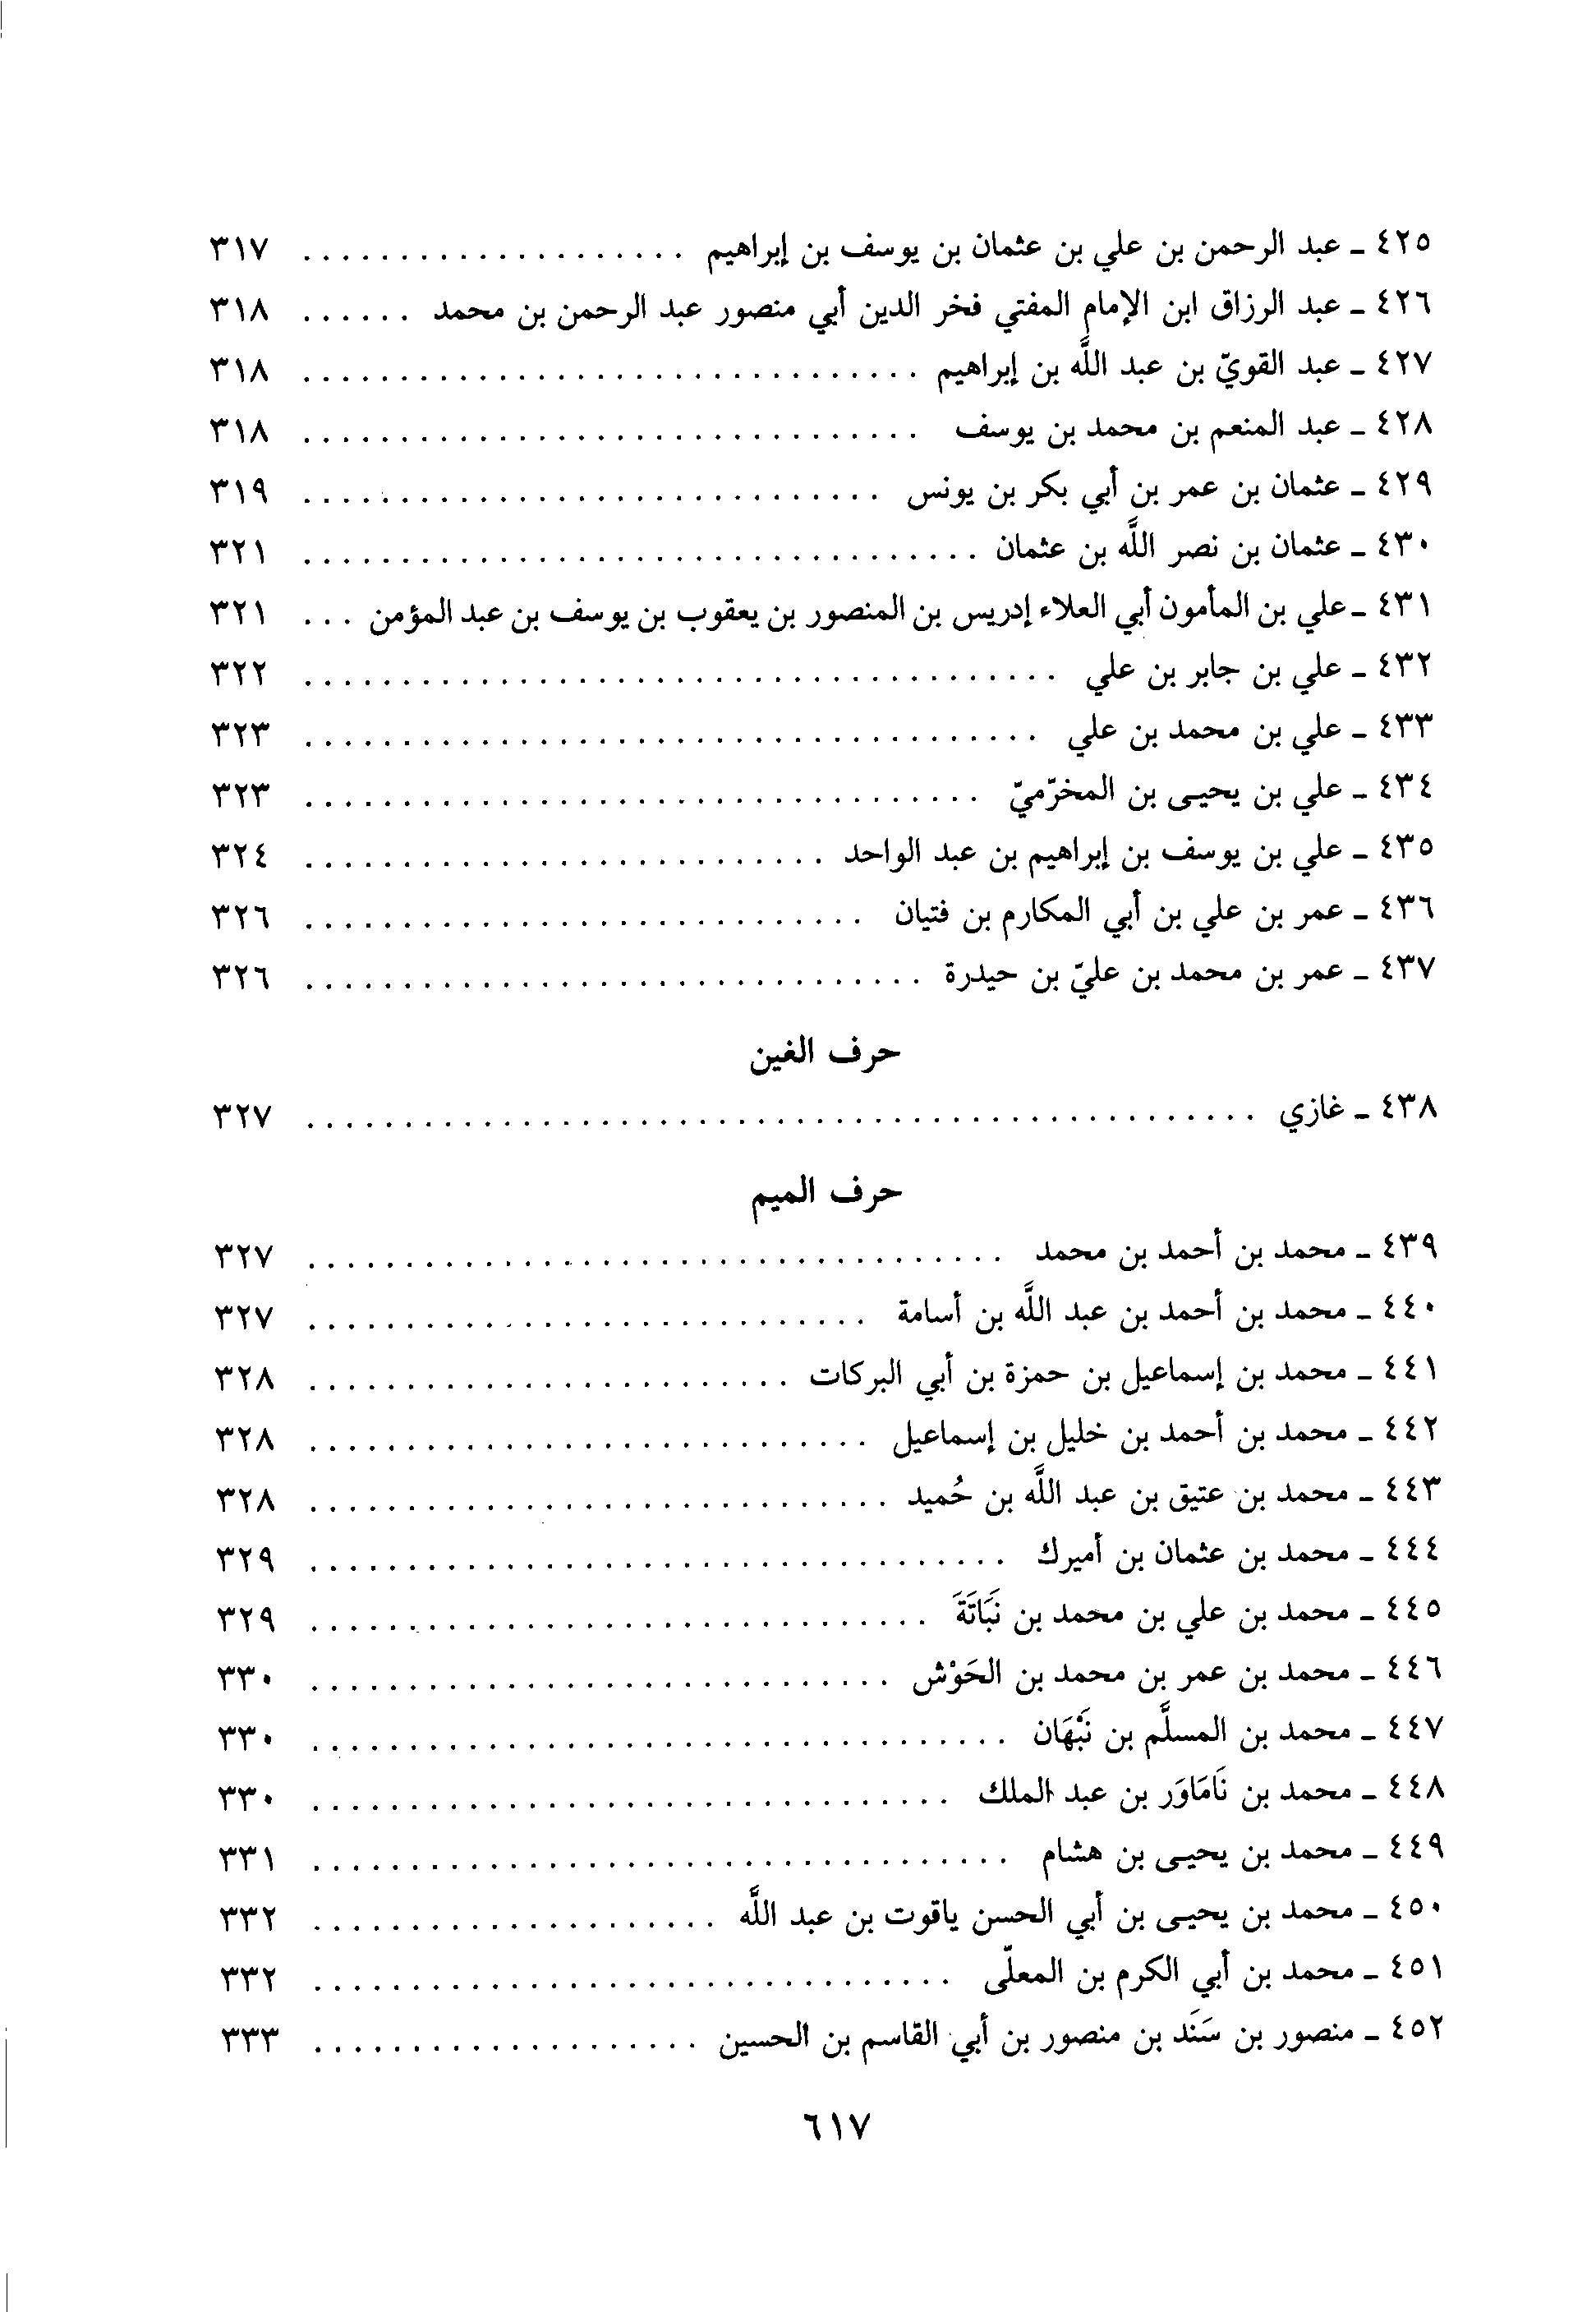 ٤٢٥ ـ عبد الرحمن بن علي بن عثمان بن يوسف بن إبراهيم . . . . . . . . . . . . . . . . . . . . ٣١٧
٤٢٦ ـ عبد الرزاق ابن الإمام المفتي فخر الدين أبي منصور عبد الرحمن بن محمد . . . . . . ٣١٨
٤٢٧ ـ عبد القويّ بن عبد اللَّه بن إبراهيم . . . . . . . . . . . . . . . . . . . . . . . . . . . . . . . . ٣١٨
٤٢٨ ـ عبد المنعم بن محمد بن يوسف . . . . . . . . . . . . . . . . . . . . . . . . . . . . . . . . ٣١٨
٤٢٩ ـ عثمان بن عمر بن أبي بكر بن يونس . . . . . . . . . . . . . . . . . . . . . . . . . . . . . . ٣١٩
٤٣٠ ـ عثمان بن نصر اللَّه بن عثمان . . . . . . . . . . . . . . . . . . . . . . . . . . . . . . . . . . . ٣٢١
٤٣١ ـ علي بن المأمون أبي العلاء إدريس بن المنصور بن يعقوب بن يوسف بن عبد المؤمن . . . ٣٢١
٤٣٢ ـ علي بن جابر بن علي . . . . . . . . . . . . . . . . . . . . . . . . . . . . . . . . . . . . . . . ٣٢٢
٤٣٣ ـ علي بن محمد بن علي . . . . . . . . . . . . . . . . . . . . . . . . . . . . . . . . . . . . . . ٣٢٣
٤٣٤ ـ علي بن يحيى بن المخرّميّ . . . . . . . . . . . . . . . . . . . . . . . . . . . . . . . . . . . ٣٢٣
٤٣٥ ـ علي بن يوسف بن إبراهيم بن عبد الواحد . . . . . . . . . . . . . . . . . . . . . . . . . . . ٣٢٤
٤٣٦ ـ عمر بن علي بن أبي المكارم بن فتيان . . . . . . . . . . . . . . . . . . . . . . . . . . . . . ٣٢٦
٤٣٧ ـ عمر بن محمد بن عليّ بن حيدرة . . . . . . . . . . . . . . . . . . . . . . . . . . . . . . . . ٣٢٦
حرف الغين
٤٣٨ ـ غازي . . . . . . . . . . . . . . . . . . . . . . . . . . . . . . . . . . . . . . . . . . . . . . . . . ٣٢٧
حرف الميم
٤٣٩ ـ محمد بن أحمد بن محمد . . . . . . . . . . . . . . . . . . . . . . . . . . . . . . . . . . . . ٣٢٧
٤٤٠ ـ محمد بن أحمد بن عبد اللَّه بن أسامة . . . . . . . . . . . . . . . . . . . . . . . . . . . . . ٣٢٧
٤٤١ ـ محمد بن إسماعيل بن حمزة بن أبي البركات . . . . . . . . . . . . . . . . . . . . . . . . . ٣٢٨
٤٤٢ ـ محمد بن أحمد بن خليل بن إسماعيل . . . . . . . . . . . . . . . . . . . . . . . . . . . . . ٣٢٨
٤٤٣ ـ محمد بن عتيق بن عبد اللَّه بن حُميد . . . . . . . . . . . . . . . . . . . . . . . . . . . . . . ٣٢٨
٤٤٤ ـ محمد بن عثمان بن أميرك . . . . . . . . . . . . . . . . . . . . . . . . . . . . . . . . . . . . ٣٢٩
٤٤٥ ـ محمد بن علي بن محمد بن نَبَاتَةَ . . . . . . . . . . . . . . . . . . . . . . . . . . . . . . . . ٣٢٩
٤٤٦ ـ محمد بن عمر بن محمد بن الحَوْش . . . . . . . . . . . . . . . . . . . . . . . . . . . . . . ٣٣٠
٤٤٧ ـ محمد بن المسلَّم بن نَبْهَان . . . . . . . . . . . . . . . . . . . . . . . . . . . . . . . . . . . . ٣٣٠
٤٤٨ ـ محمد بن نَامَاوَر بن عبد الملك . . . . . . . . . . . . . . . . . . . . . . . . . . . . . . . . . ٣٣٠
٤٤٩ ـ محمد بن يحيى بن هشام . . . . . . . . . . . . . . . . . . . . . . . . . . . . . . . . . . . . ٣٣١
٤٥٠ ـ محمد بن يحيى بن أبي الحسن ياقوت بن عبد اللَّه . . . . . . . . . . . . . . . . . . . . . ٣٣٢
٤٥١ ـ محمد بن أبي الكرم بن المعلّى . . . . . . . . . . . . . . . . . . . . . . . . . . . . . . . . . ٣٣٢
٤٥٢ ـ منصور بن سَنَد بن منصور بن أبي القاسم بن الحسين . . . . . . . . . . . . . . . . . . . . ٣٣٣
٦١٧